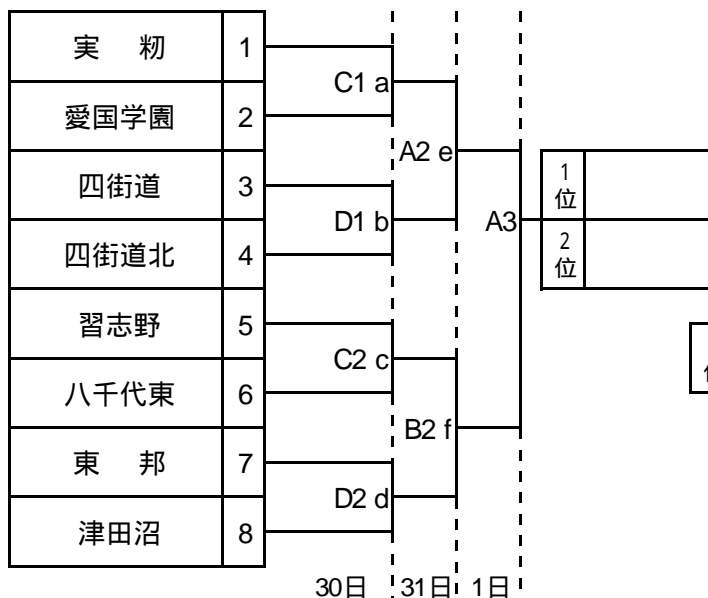 実 籾 1
C1 a
愛国学園 2
A2 e
四街道 3
D1 b
四街道北 4
A3
1位
2位
習志野 5
C2 c
八千代東 6
B2 f
東 邦 7
D2 d
津田沼 8
30日 31日 1日